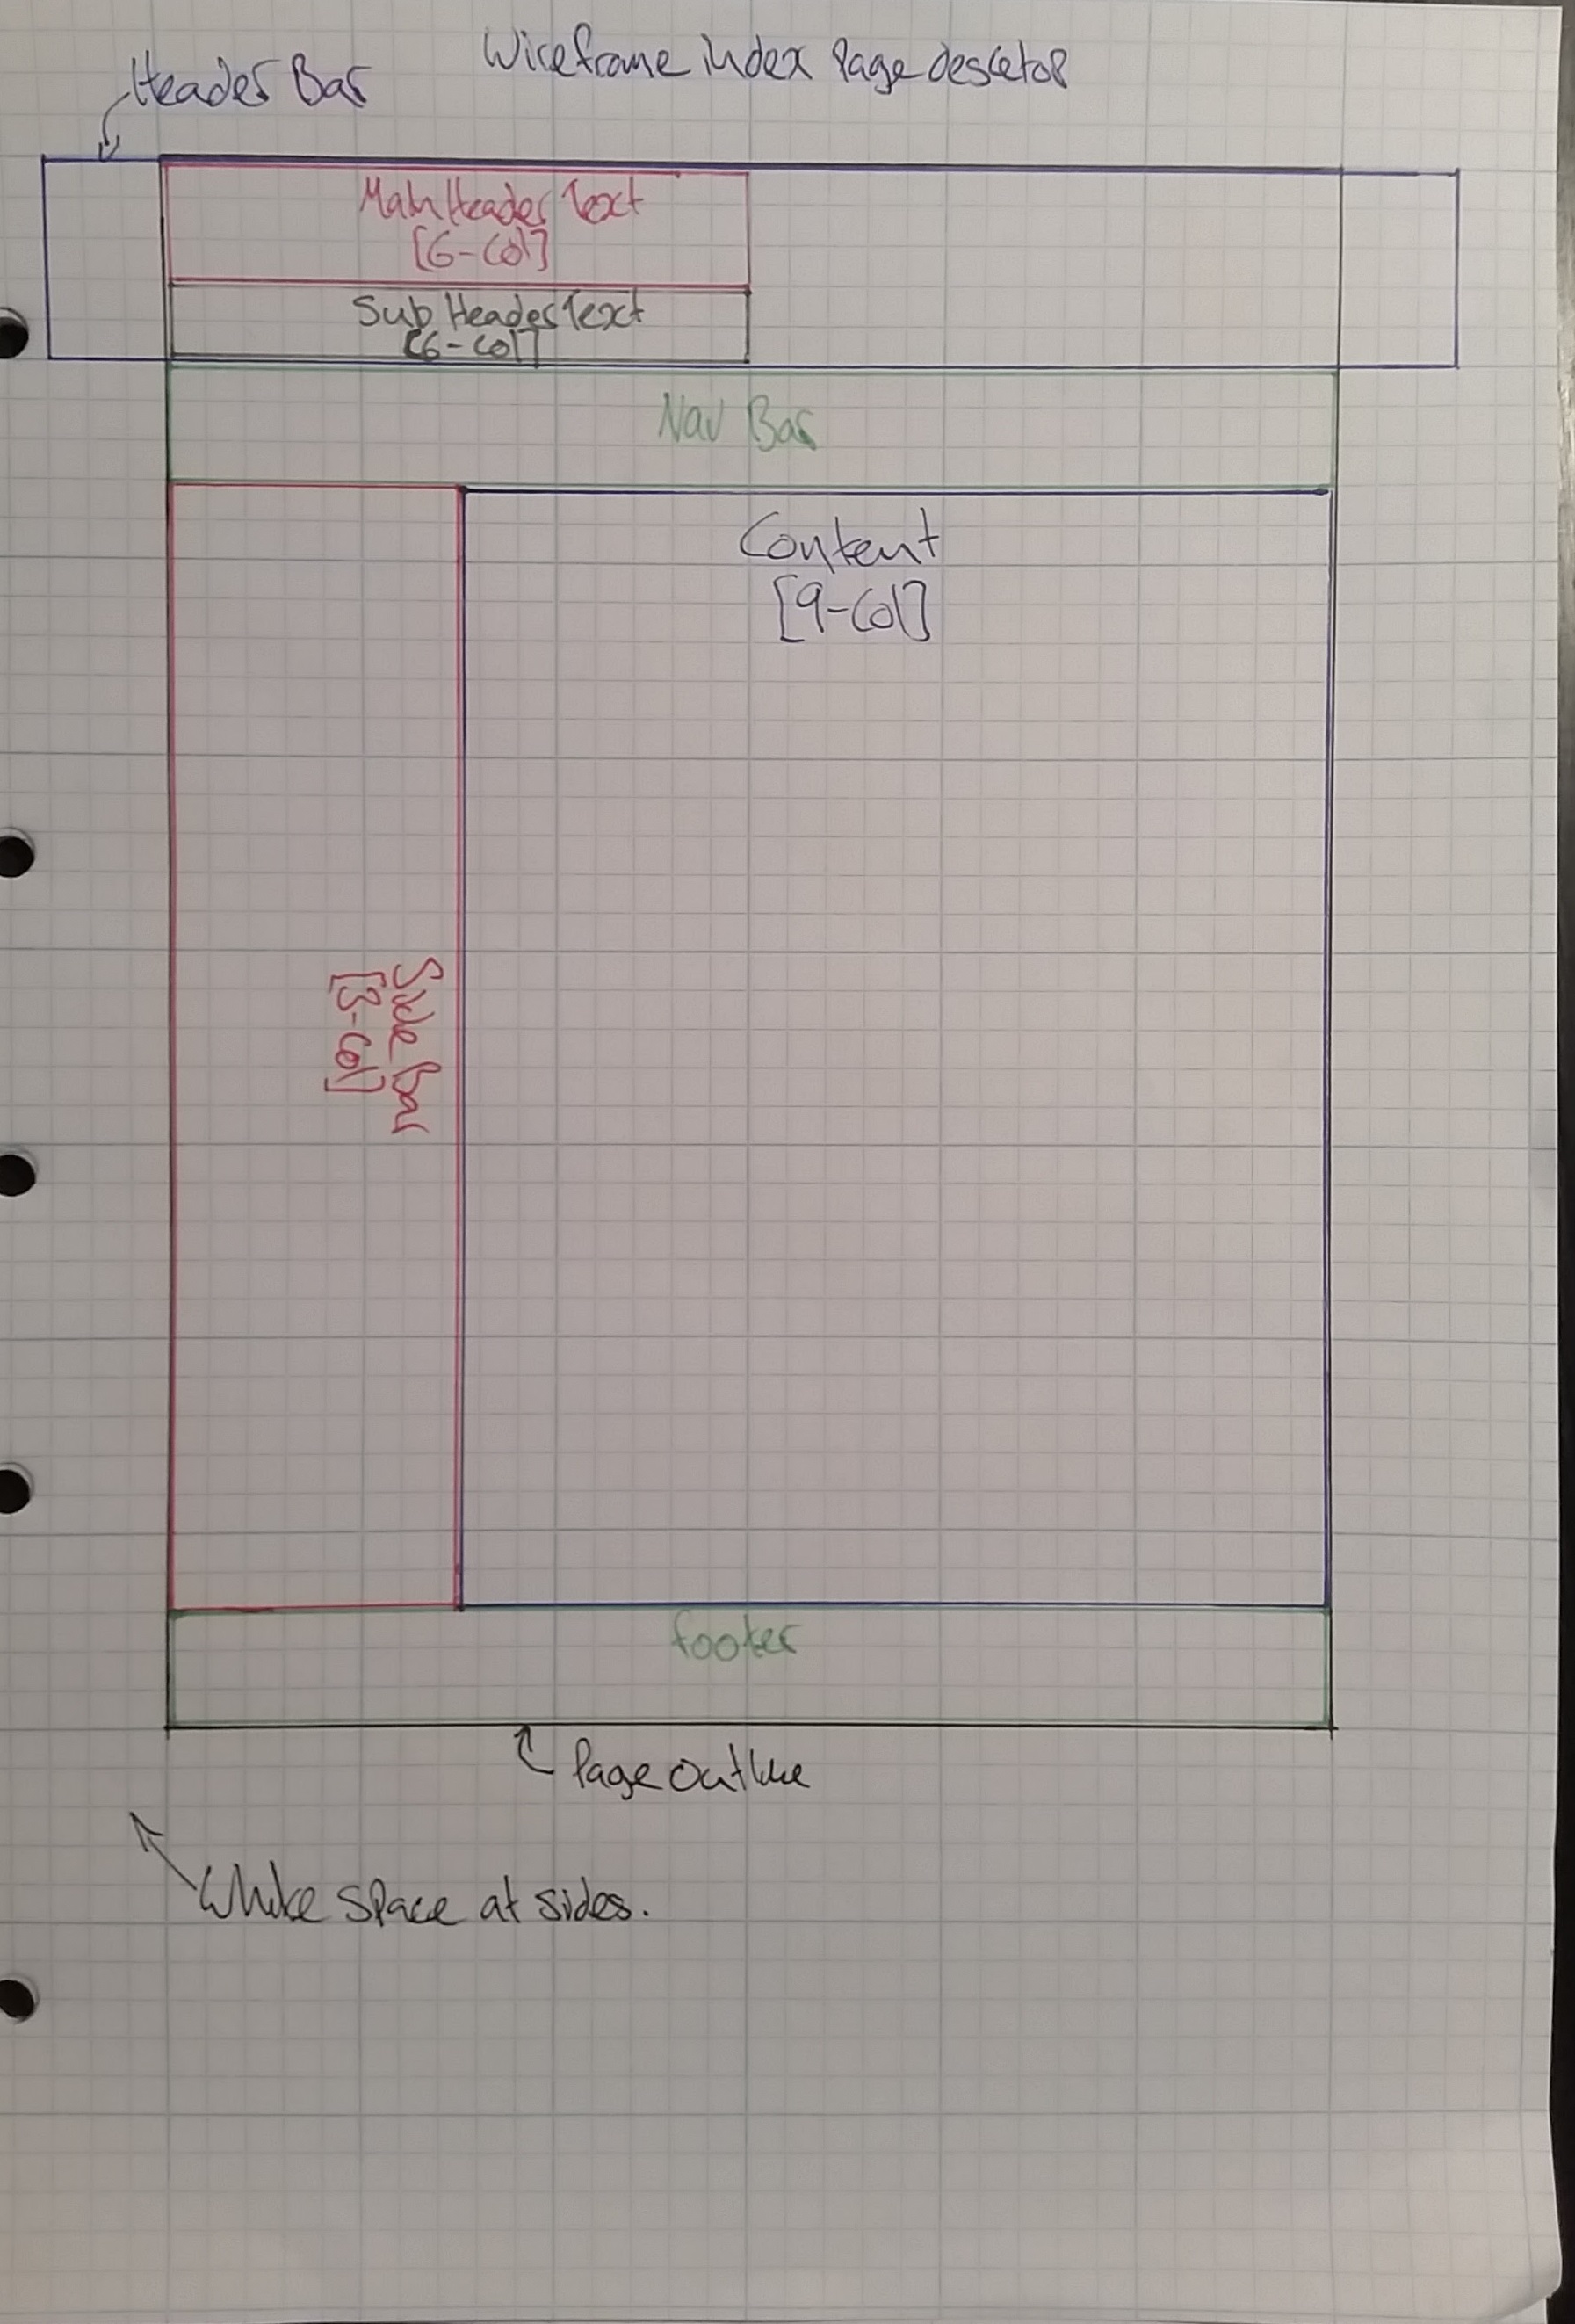 Wireframe index Page desktop
Header Bar
Main Header Text
[6-Col]
Sub Header Text
[6-Col]
Nav Bar
Content
[9-Col]
Side Bar
[3-Col]
footer
Page outline
White space at sides.